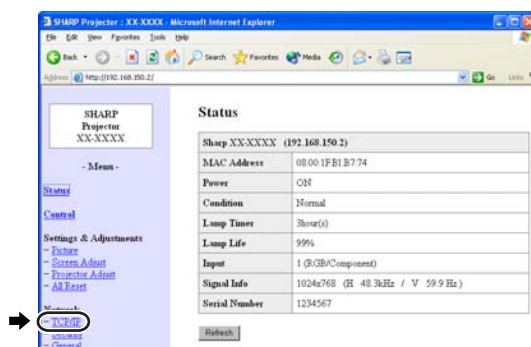 SHARP Projector : XX-XXXX - Microsoft Internet Explorer
File Edit View Favorites Tools Help
Back Search Favorites Media
Address http://192.168.150.2/ Go Links
SHARP
Projector
XX-XXXX
- Menu -
Status
Control
Settings & Adjustments
- Picture
- Screen Adjust
- Projector Adjust
- All Reset
Network
- TCP/IP
- Security
- General
Status
Sharp XX-XXXX (192.168.150.2)
MAC Address 08:00:1F:B1:B7:74
Power ON
Condition Normal
Lamp Timer 3hour(s)
Lamp Life 99%
Input 1 (RGB/Component)
Signal Info 1024x768 (H 48.3kHz / V 59.9 Hz)
Serial Number 1234567
Refresh